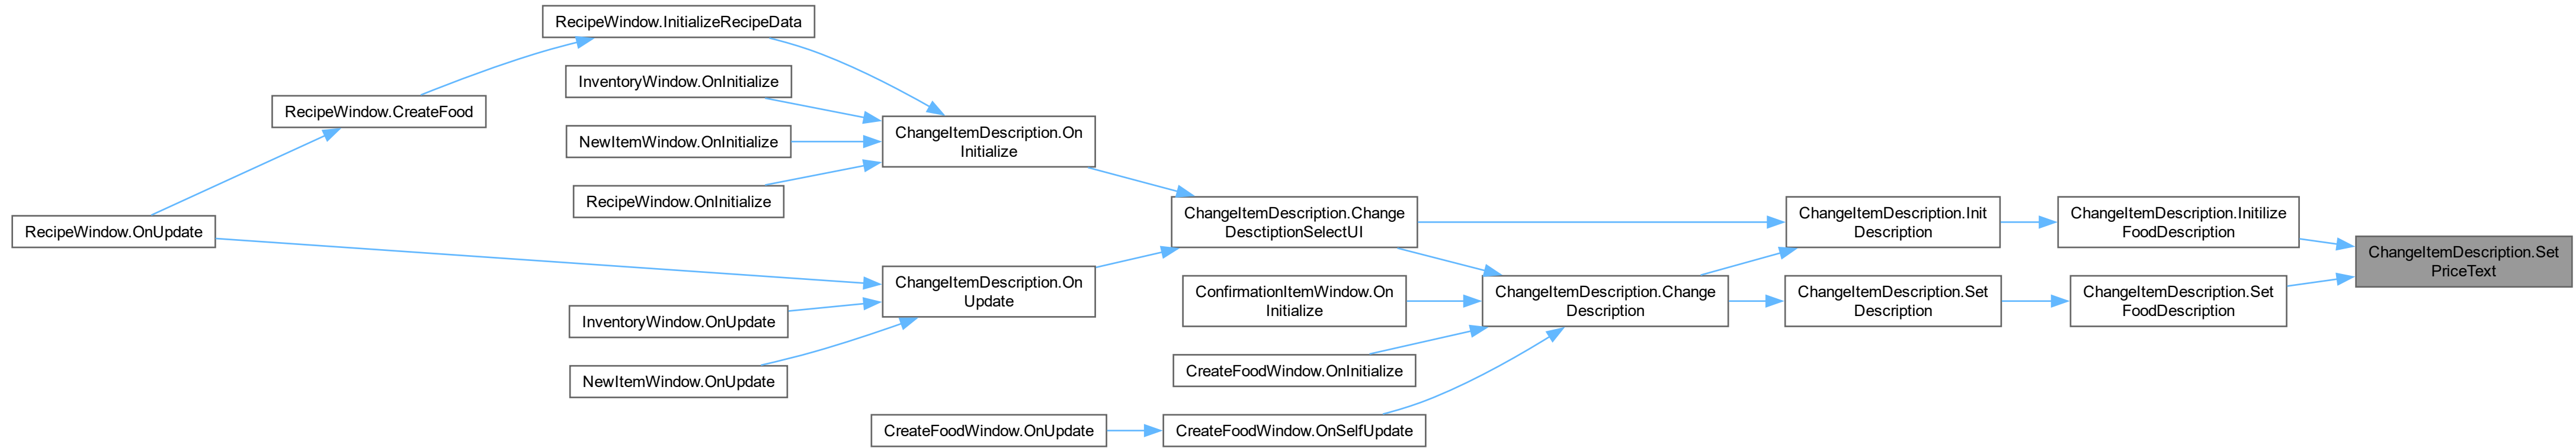 RecipeWindow.InitializeRecipeData
InventoryWindow.OnInitialize
RecipeWindow.CreateFood
NewItemWindow.OnInitialize
ChangeItemDescription.On
Initialize
RecipeWindow.OnInitialize
RecipeWindow.OnUpdate
ChangeItemDescription.Change
DesctiptionSelectUI
ChangeItemDescription.Init
Description
ChangeItemDescription.Initilize
FoodDescription
ChangeItemDescription.Set
PriceText
ChangeItemDescription.On
Update
ConfirmationItemWindow.On
Initialize
ChangeItemDescription.Change
Description
ChangeItemDescription.Set
Description
ChangeItemDescription.Set
FoodDescription
InventoryWindow.OnUpdate
NewItemWindow.OnUpdate
CreateFoodWindow.OnInitialize
CreateFoodWindow.OnUpdate
CreateFoodWindow.OnSelfUpdate